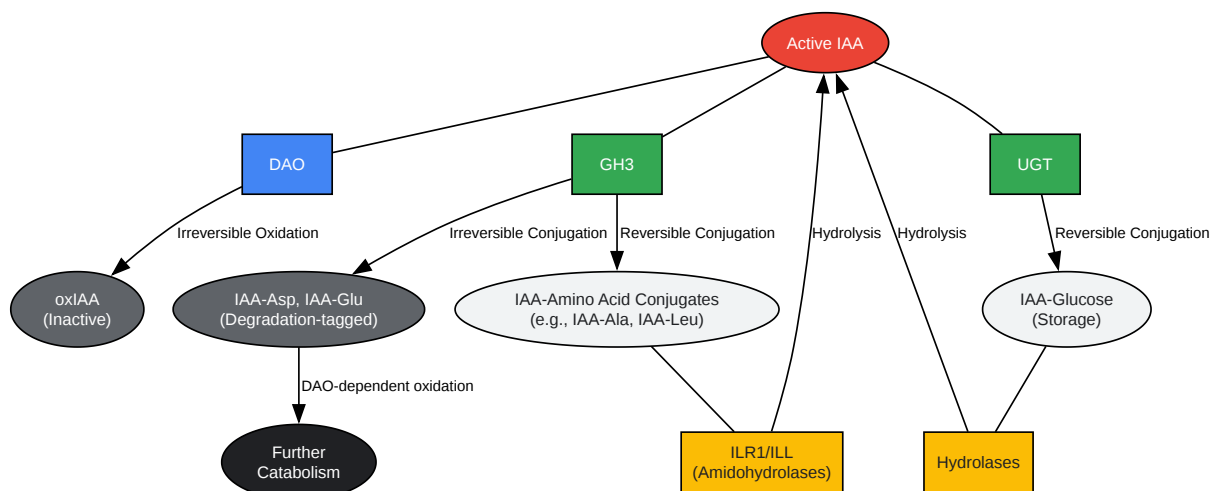 Active IAA
DAO
GH3
UGT
Irreversible Oxidation
Irreversible Conjugation
Reversible Conjugation
Hydrolysis
Hydrolysis
Reversible Conjugation
oxIAA
(Inactive)
IAA-Asp, IAA-Glu
(Degradation-tagged)
IAA-Amino Acid Conjugates
(e.g., IAA-Ala, IAA-Leu)
IAA-Glucose
(Storage)
DAO-dependent oxidation
Further
Catabolism
ILR1/ILL
(Amidohydrolases)
Hydrolases